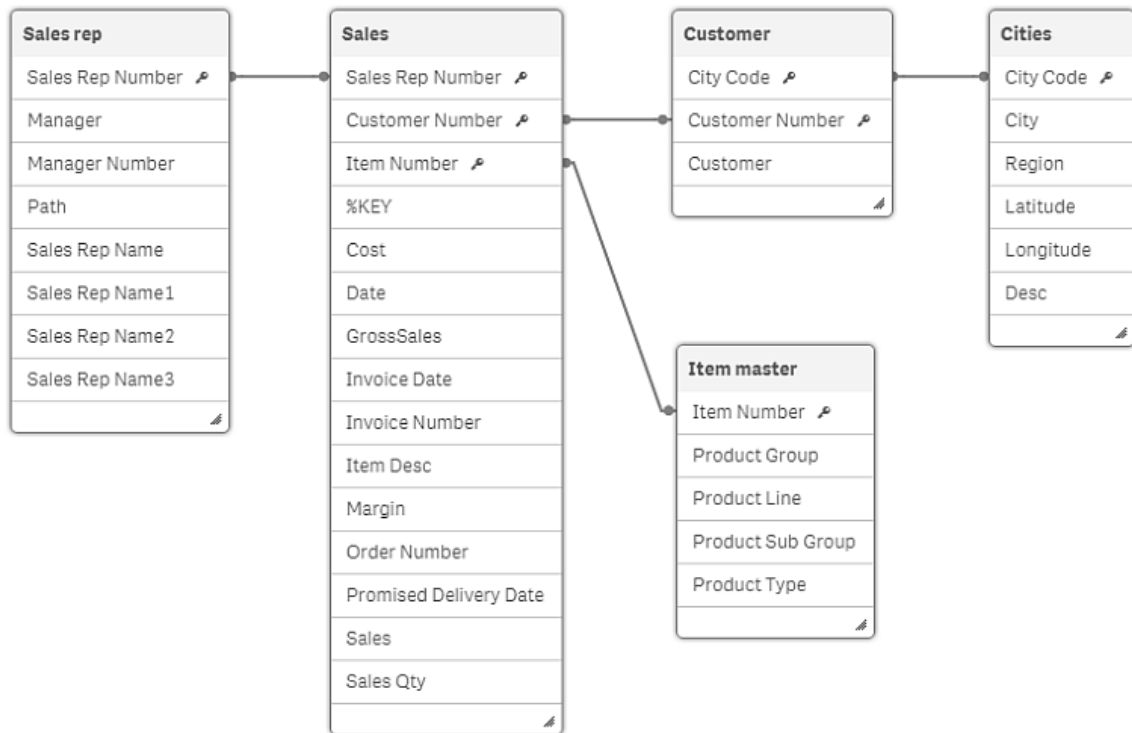 Sales rep
Sales Rep Number
Manager
Manager Number
Path
Sales Rep Name
Sales Rep Name1
Sales Rep Name2
Sales Rep Name3
Sales
Sales Rep Number
Customer Number
Item Number
%KEY
Cost
Date
GrossSales
Invoice Date
Invoice Number
Item Desc
Margin
Order Number
Promised Delivery Date
Sales
Sales Qty
Customer
City Code
Customer Number
Customer
Cities
City Code
City
Region
Latitude
Longitude
Desc
Item master
Item Number
Product Group
Product Line
Product Sub Group
Product Type